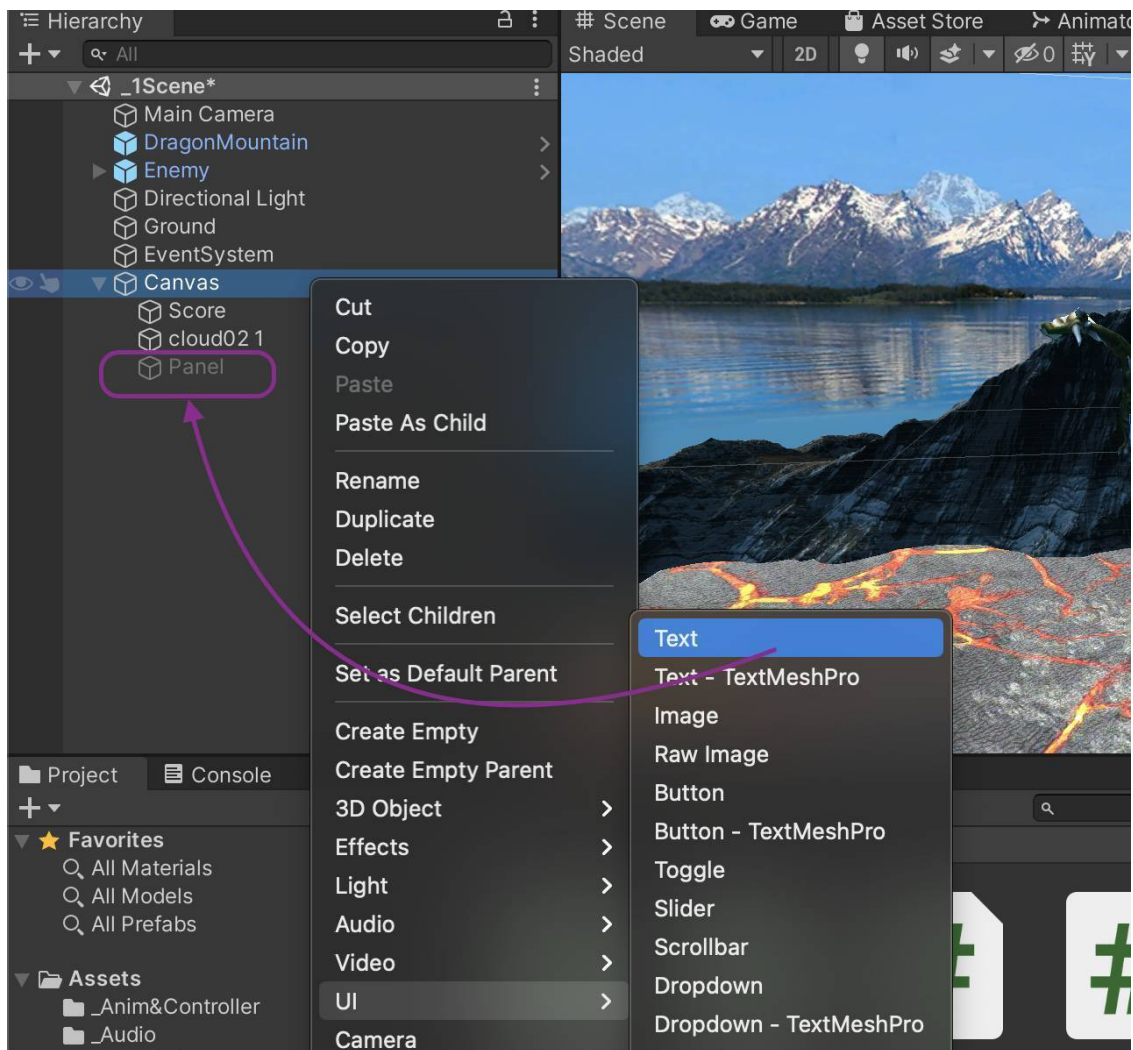 Hierarchy
All
_1Scene*
Main Camera
DragonMountain
Enemy
Directional Light
Ground
EventSystem
Canvas
Score
cloud02 1
Panel
# Scene
Game
Asset Store
Animato
Shaded
2D
0
Cut
Copy
Paste
Paste As Child
Rename
Duplicate
Delete
Select Children
Set as Default Parent
Create Empty
Create Empty Parent
3D Object
Effects
Light
Audio
Video
UI
Camera
Text
Text - TextMeshPro
Image
Raw Image
Button
Button - TextMeshPro
Toggle
Slider
Scrollbar
Dropdown
Dropdown - TextMeshPro
Project
Console
Favorites
All Materials
All Models
All Prefabs
Assets
_Anim&Controller
_Audio
#
#